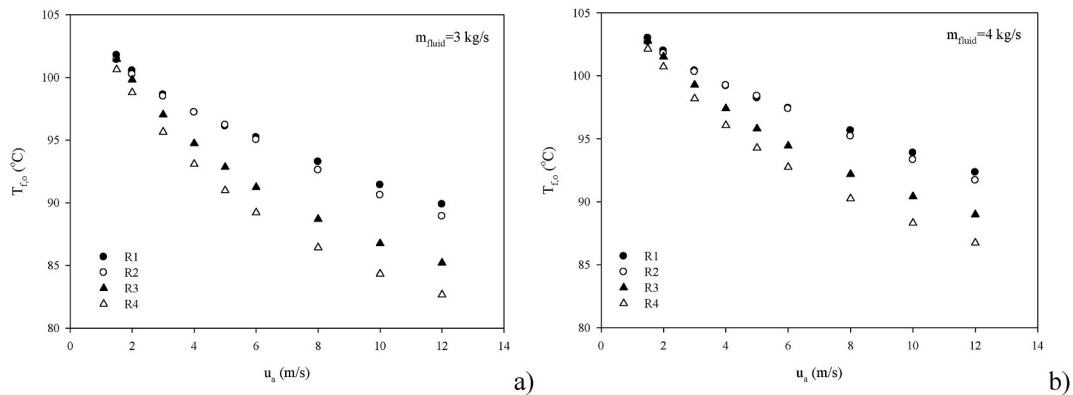 105
100
95
90
85
80
T_f,o (°C)
m_fluid=3 kg/s
R1
R2
R3
R4
0 2 4 6 8 10 12 14
u_a (m/s)
a)
105
100
95
90
85
80
T_f,o (°C)
m_fluid=4 kg/s
R1
R2
R3
R4
0 2 4 6 8 10 12 14
u_a (m/s)
b)